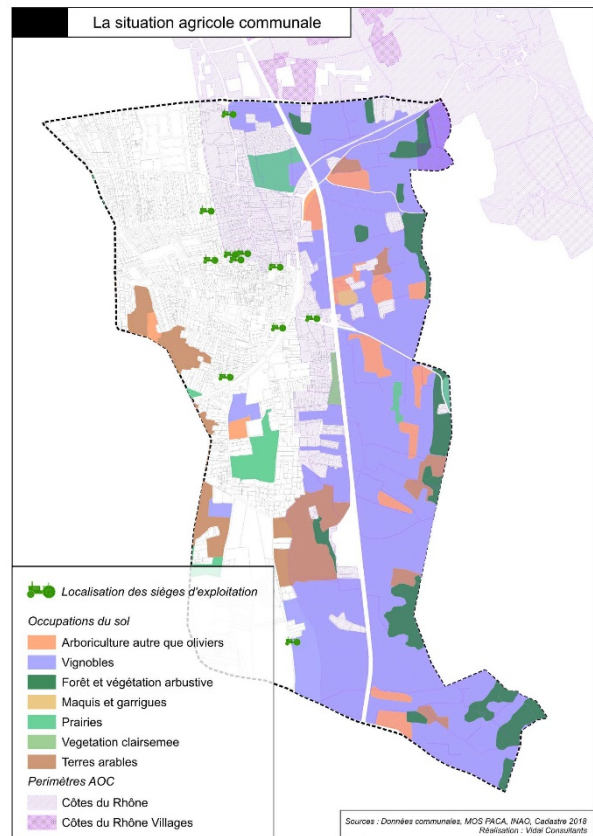 La situation agricole communale
Localisation des sièges d'exploitation
Occupations du sol
Arboriculture autre que oliviers
Vignobles
Forêt et végétation arbustive
Maquis et garrigues
Prairies
Vegetation clairsemee
Terres arables
Perimètres AOC
Côtes du Rhône
Côtes du Rhône Villages
Sources : Données communales, MOS PACA, INAO, Cadastre 2018
Réalisation : Vidal Consultants